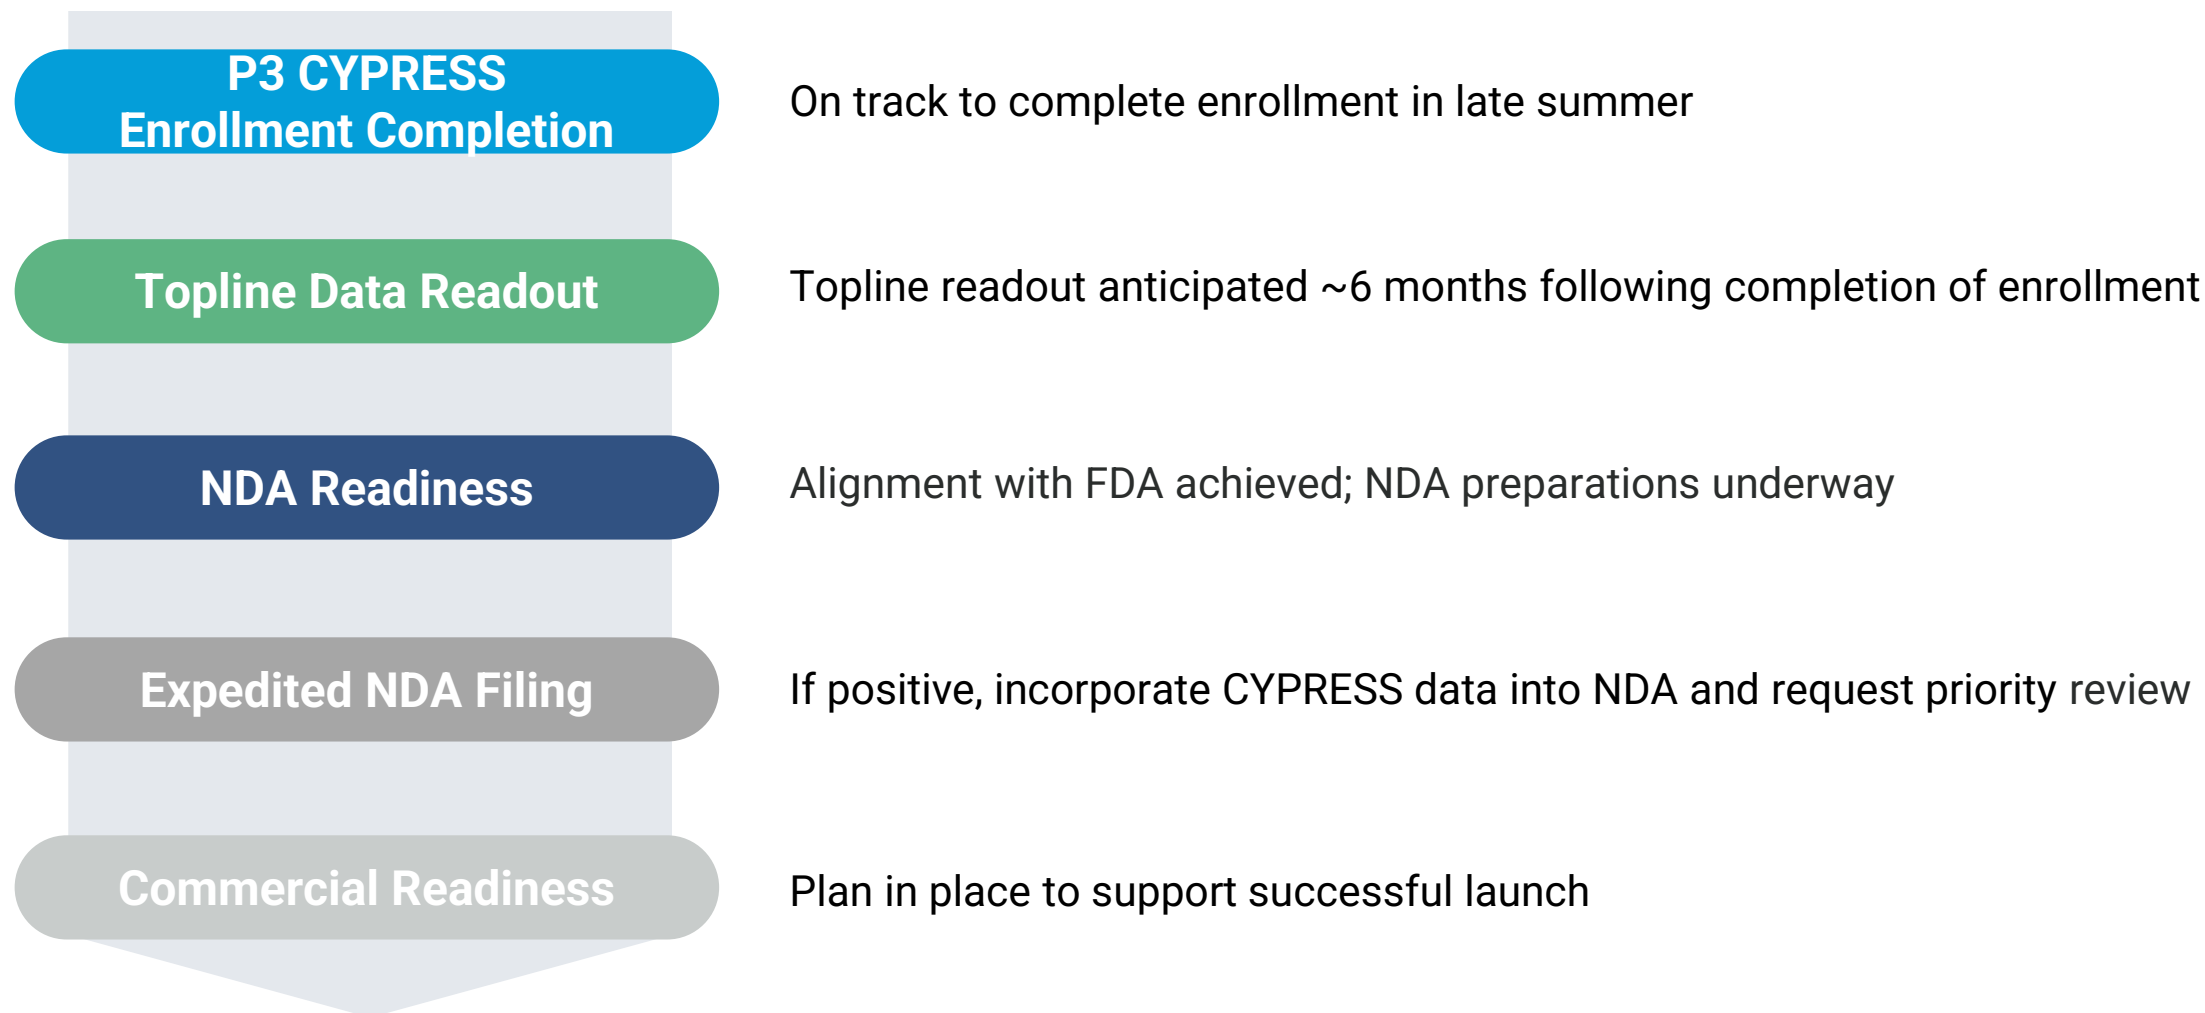 P3 CYPRESS
Enrollment Completion
On track to complete enrollment in late summer
Topline Data Readout
Topline readout anticipated ~6 months following completion of enrollment
NDA Readiness
Alignment with FDA achieved; NDA preparations underway
Expedited NDA Filing
If positive, incorporate CYPRESS data into NDA and request priority review
Commercial Readiness
Plan in place to support successful launch